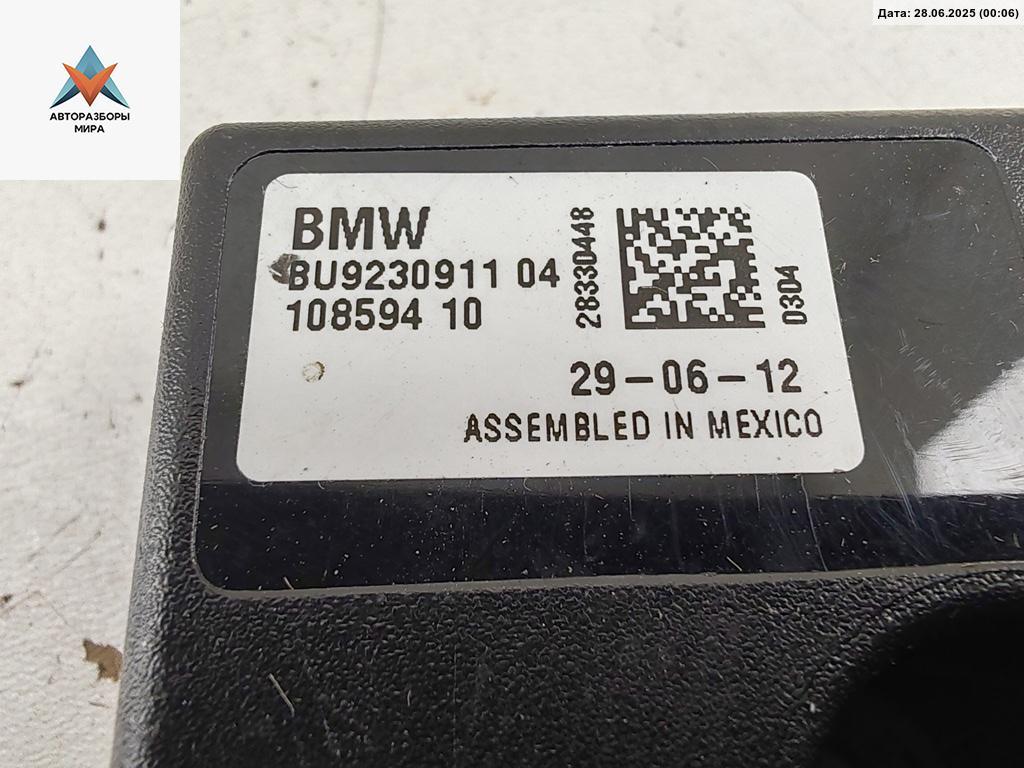 Дата: 28.06.2025 (00:06)
АВТОРАЗБОРЫ
МИРА
BMW
BU9230911 04
108594 10
28330448
0304
29-06-12
ASSEMBLED IN MEXICO